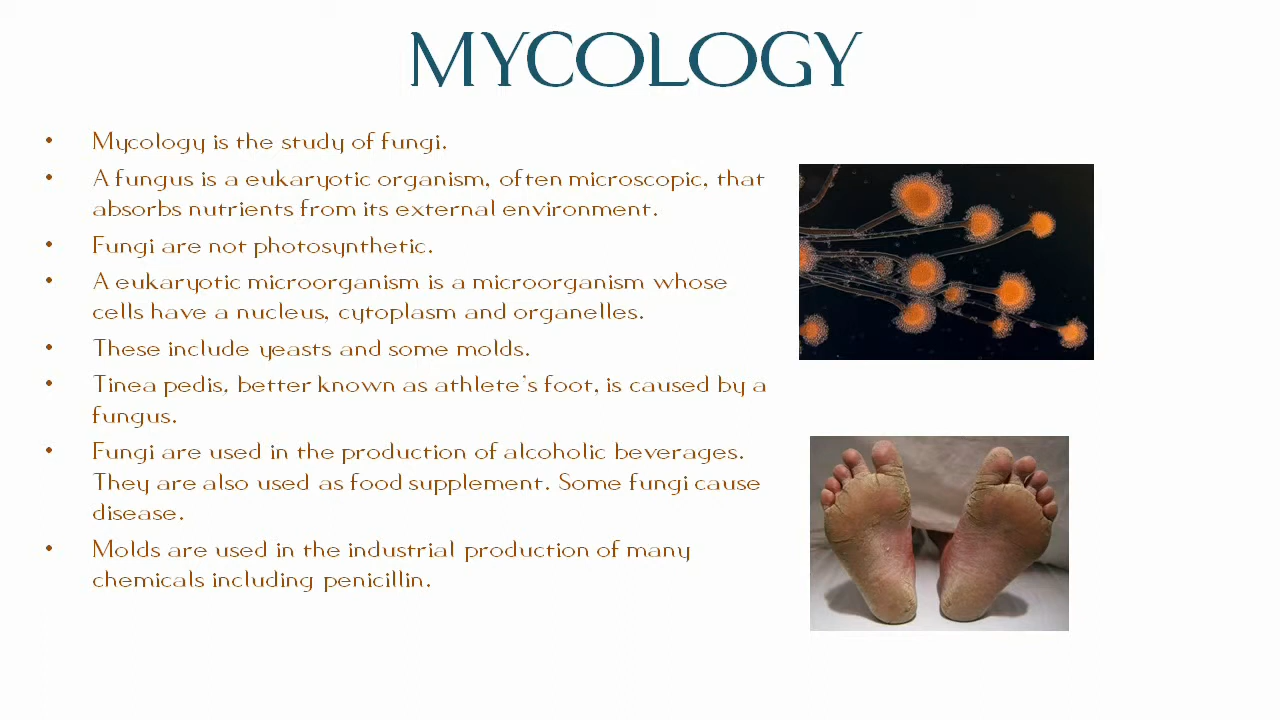 MYCOLOGY
• Mycology is the study of fungi.
• A fungus is a eukaryotic organism, often microscopic, that
absorbs nutrients from its external environment.
• Fungi are not photosynthetic.
• A eukaryotic microorganism is a microorganism whose
cells have a nucleus, cytoplasm and organelles.
• These include yeasts and some molds.
• Tinea pedis, better known as athlete's foot, is caused by a
fungus.
• Fungi are used in the production of alcoholic beverages.
They are also used as food supplement. Some fungi cause
disease.
• Molds are used in the industrial production of many
chemicals including penicillin.